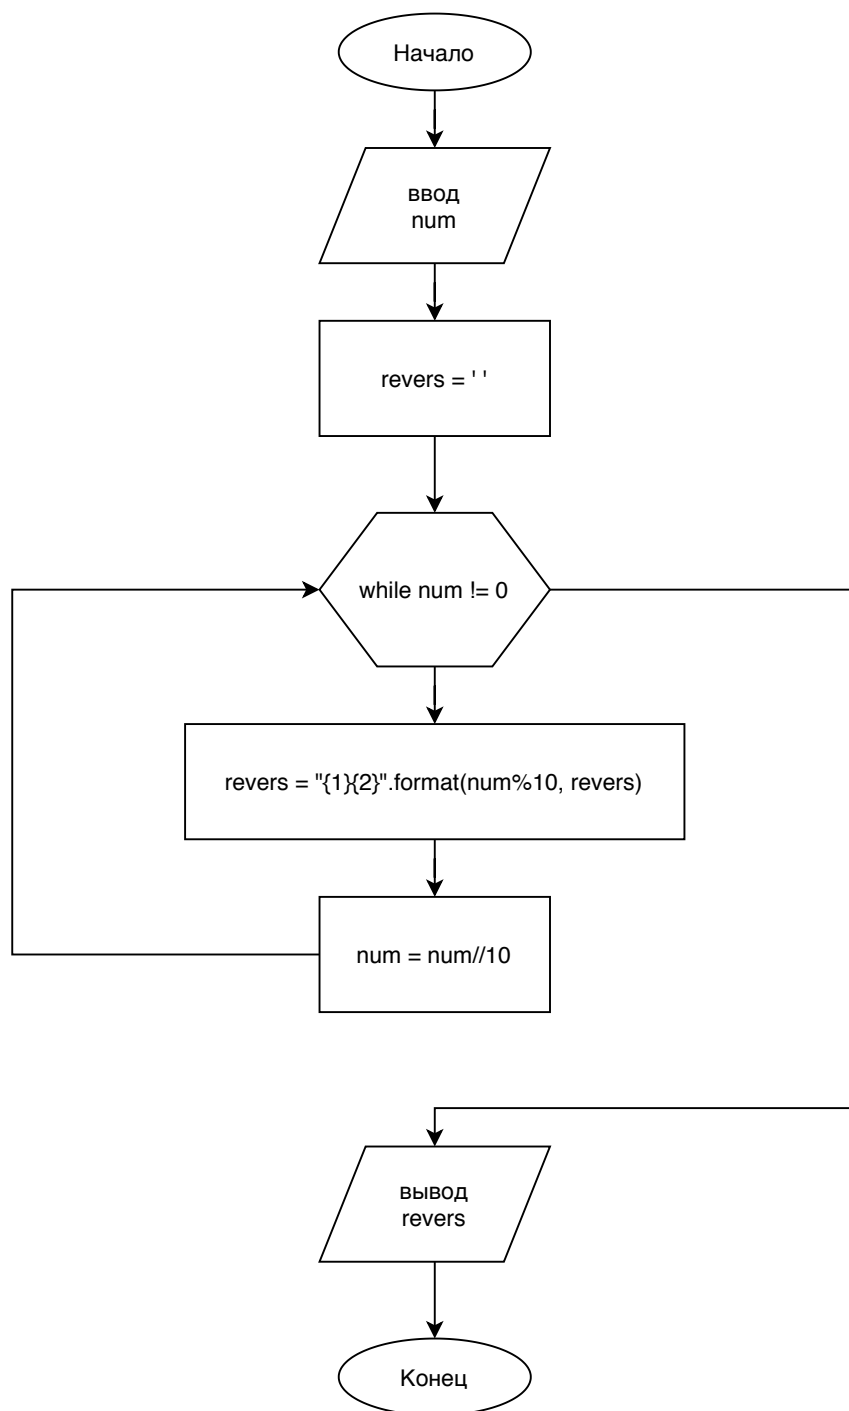 Начало
ввод
num
revers = ' '
while num != 0
revers = "{1}{2}".format(num%10, revers)
num = num//10
вывод
revers
Конец